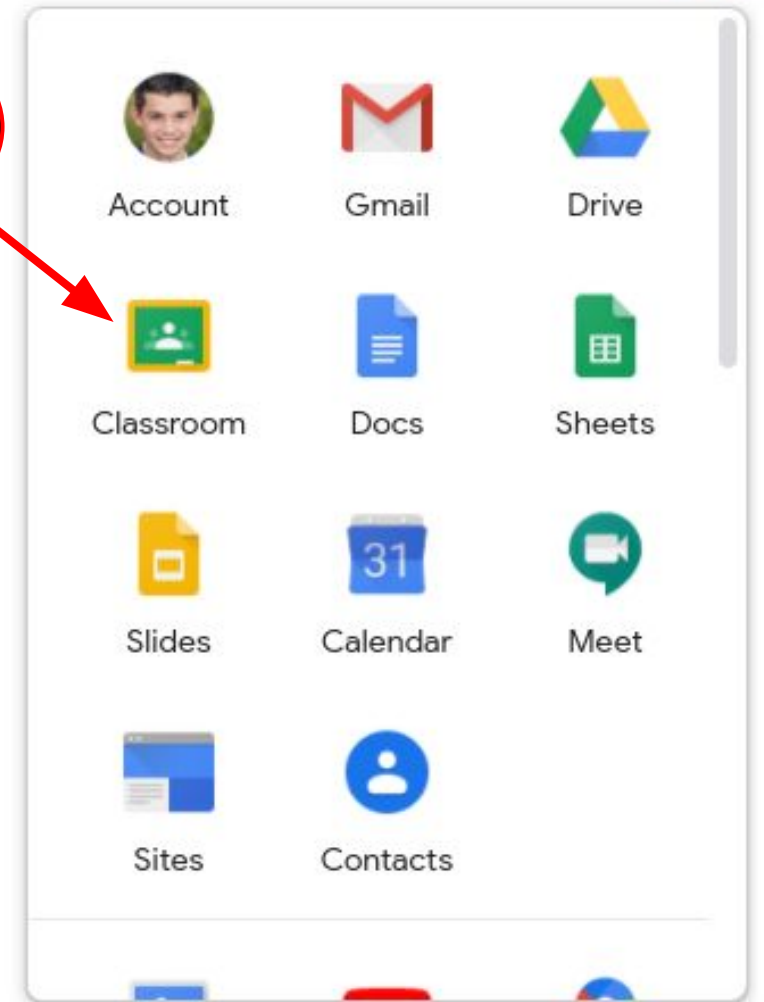 Account Gmail Drive
Classroom Docs Sheets
31
Slides Calendar Meet
Sites Contacts